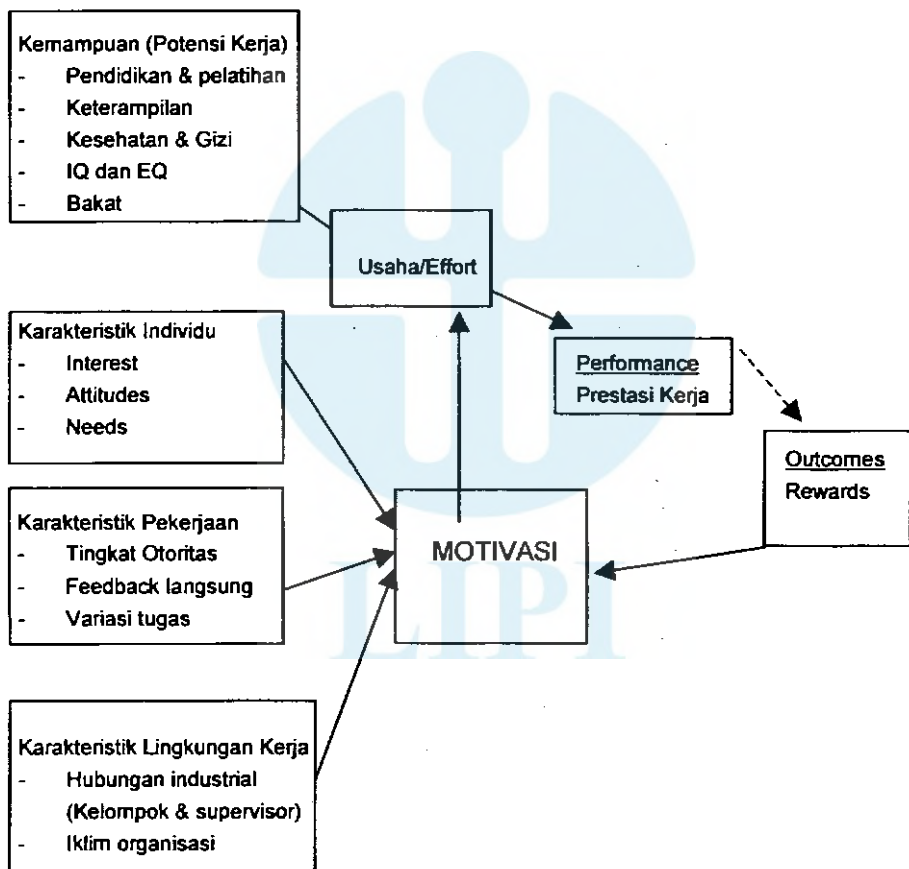 Kemampuan (Potensi Kerja)
- Pendidikan & pelatihan
- Keterampilan
- Kesehatan & Gizi
- IQ dan EQ
- Bakat
Usaha/Effort
Karakteristik Individu
- Interest
- Attitudes
- Needs
Performance
Prestasi Kerja
Outcomes
Rewards
Karakteristik Pekerjaan
- Tingkat Otoritas
- Feedback langsung
- Variasi tugas
MOTIVASI
LIPI
Karakteristik Lingkungan Kerja
- Hubungan industrial
(Kelompok & supervisor)
- Iklim organisasi